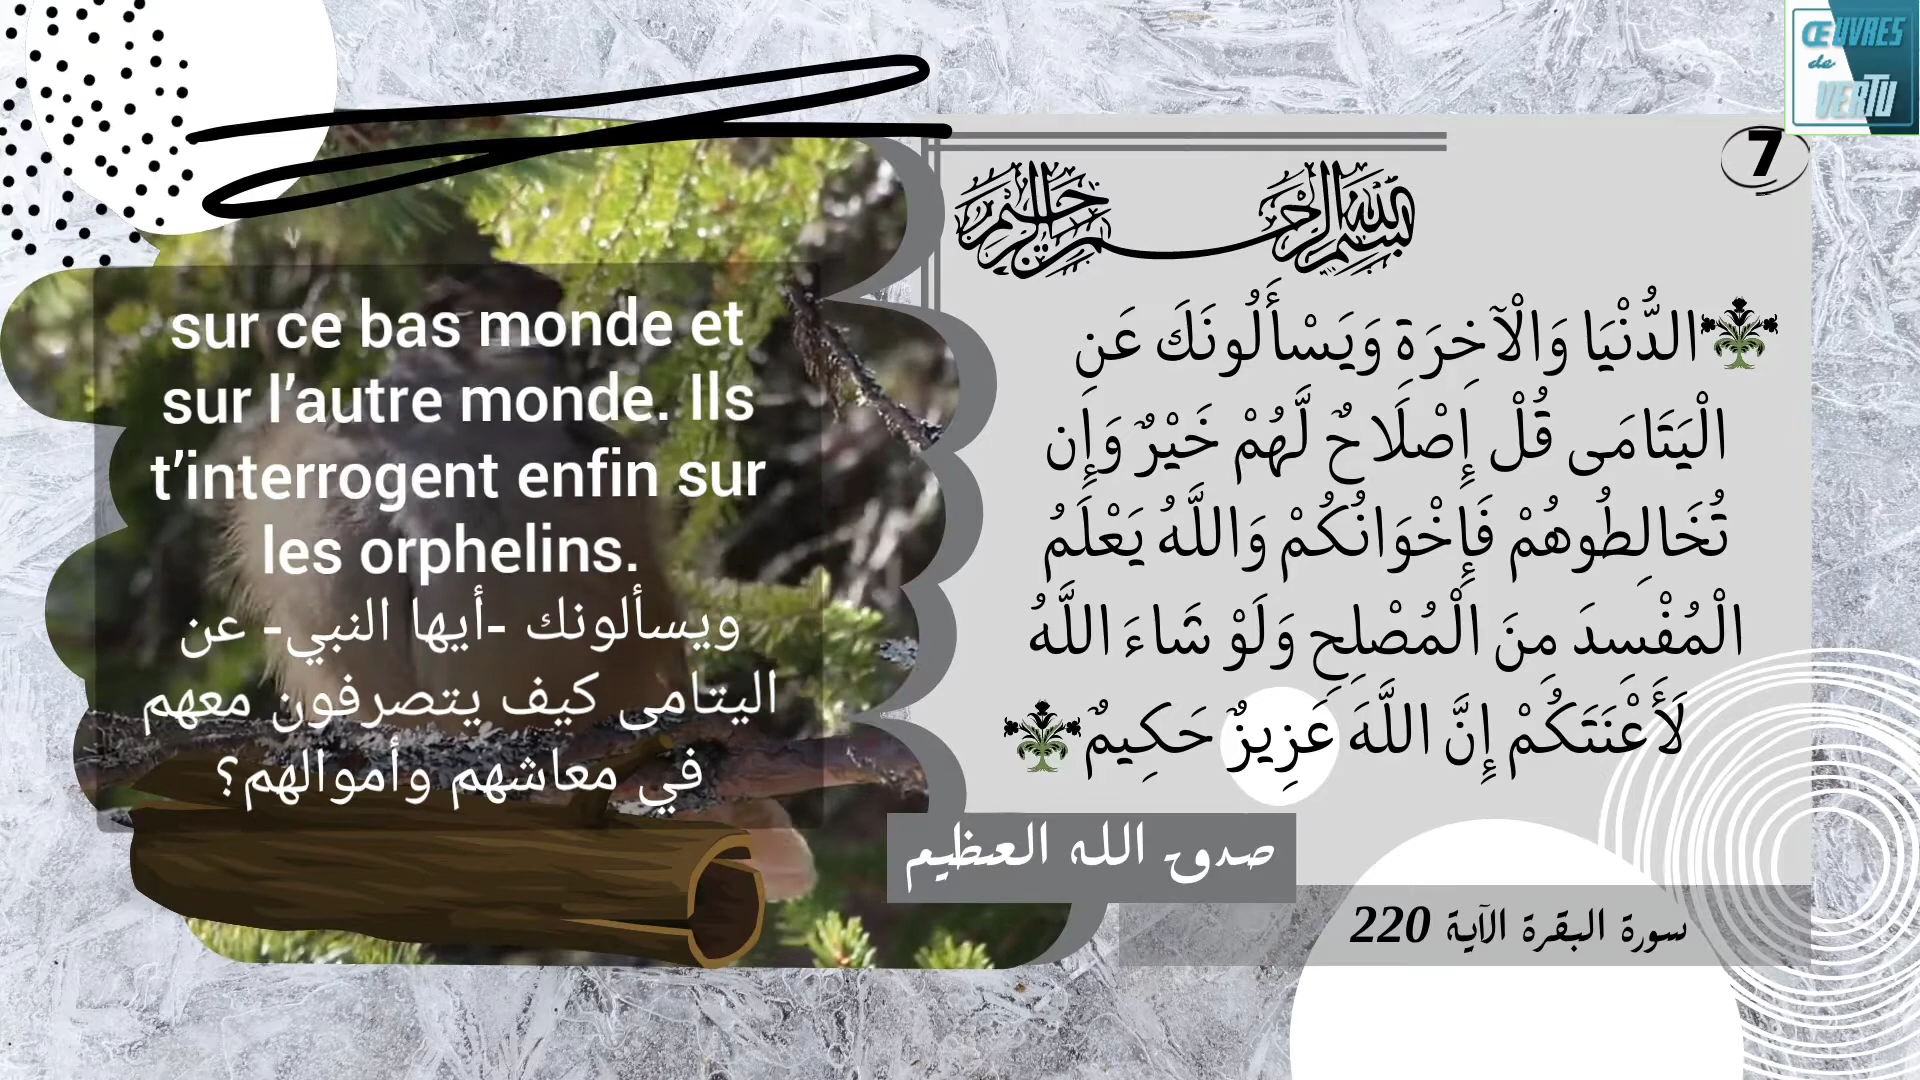 ŒUVRES
de
VERTU
7
بسم الله الرحمن الرحيم
sur ce bas monde et
sur l'autre monde. Ils
t'interrogent enfin sur
les orphelins.
ويسألونك -أيها النبي- عن
اليتامى كيف يتصرفون معهم
في معاشهم وأموالهم؟
الدُّنْيَا وَالْآخِرَةِ وَيَسْأَلُونَكَ عَنِ
الْيَتَامَى قُلْ إِصْلَاحٌ لَّهُمْ خَيْرٌ وَإِن
تُخَالِطُوهُمْ فَإِخْوَانُكُمْ وَاللَّهُ يَعْلَمُ
الْمُفْسِدَ مِنَ الْمُصْلِحِ وَلَوْ شَاءَ اللَّهُ
لَأَعْنَتَكُمْ إِنَّ اللَّهَ عَزِيزٌ حَكِيمٌ
صدق الله العظيم
سورة البقرة الآية 220